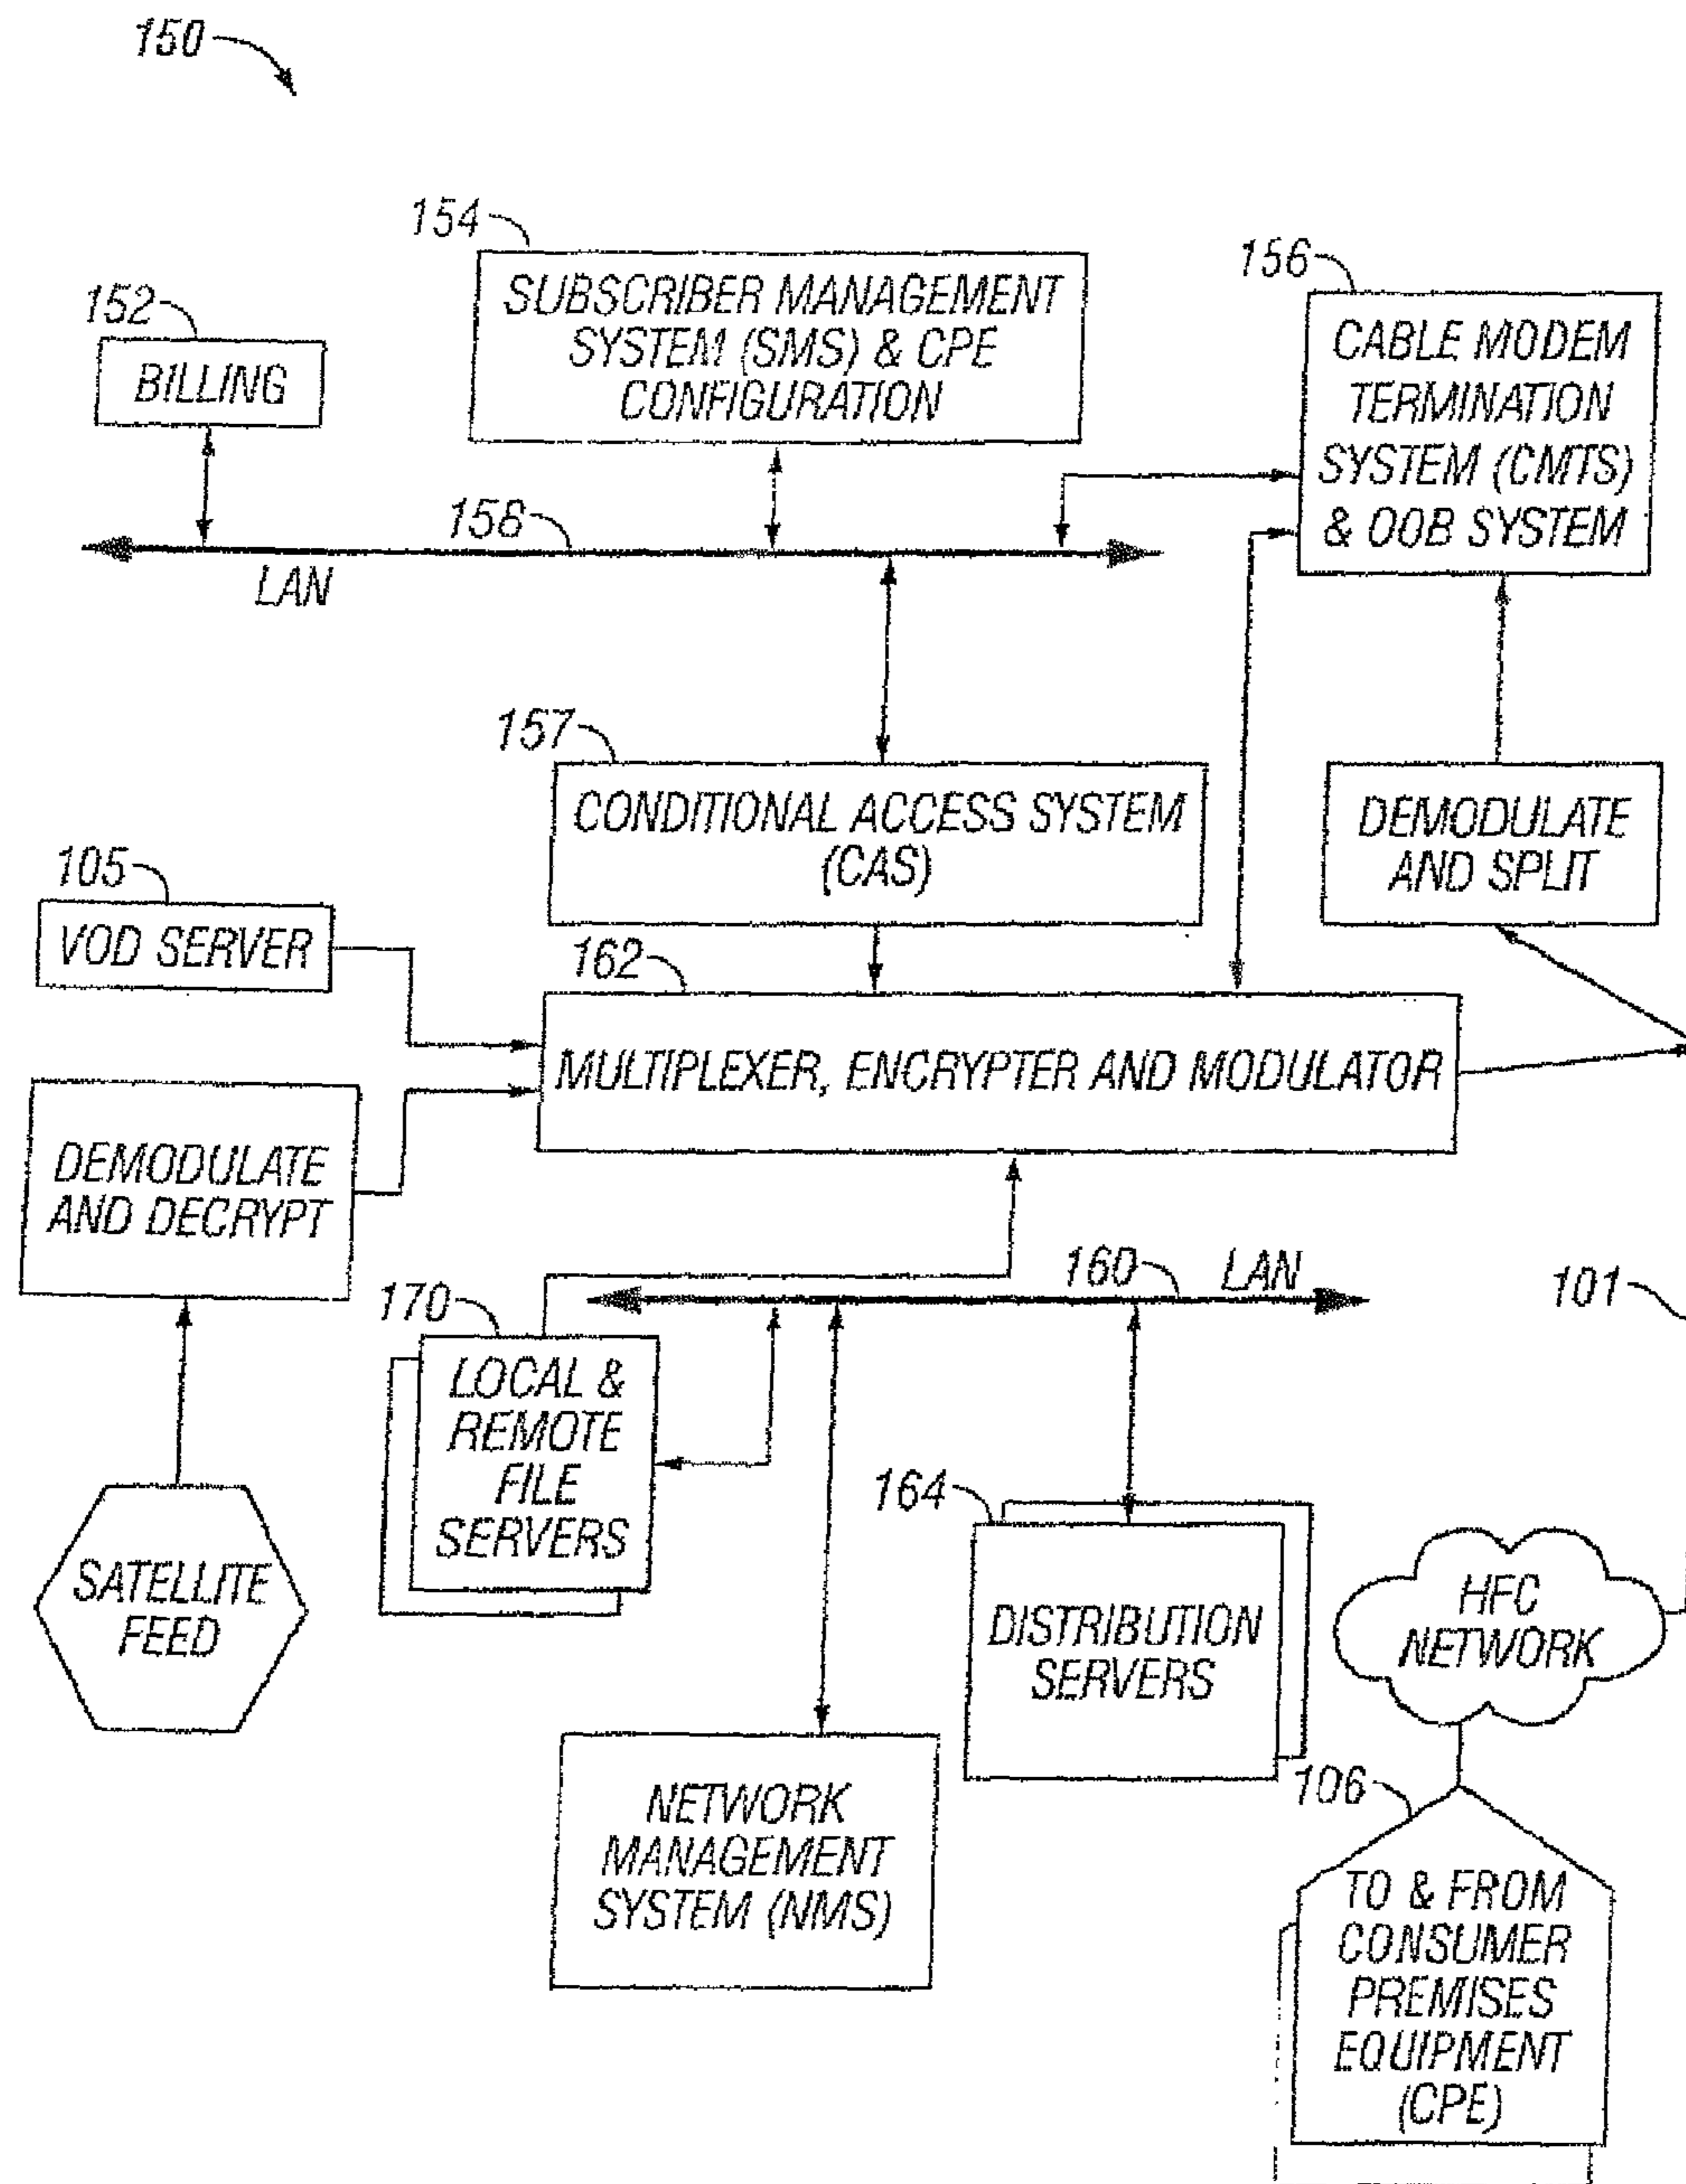 150
154
SUBSCRIBER MANAGEMENT
SYSTEM (SMS) & CPE
CONFIGURATION
156
CABLE MODEM
TERMINATION
SYSTEM (CMTS)
& OOB SYSTEM
152
BILLING
158
LAN
157
CONDITIONAL ACCESS SYSTEM
(CAS)
DEMODULATE
AND SPLIT
105
VOD SERVER
162
MULTIPLEXER, ENCRYPTER AND MODULATOR
DEMODULATE
AND DECRYPT
160
LAN
101
170
LOCAL &
REMOTE
FILE
SERVERS
164
DISTRIBUTION
SERVERS
SATELLITE
FEED
HFC
NETWORK
NETWORK
MANAGEMENT
SYSTEM (NMS)
106
TO & FROM
CONSUMER
PREMISES
EQUIPMENT
(CPE)